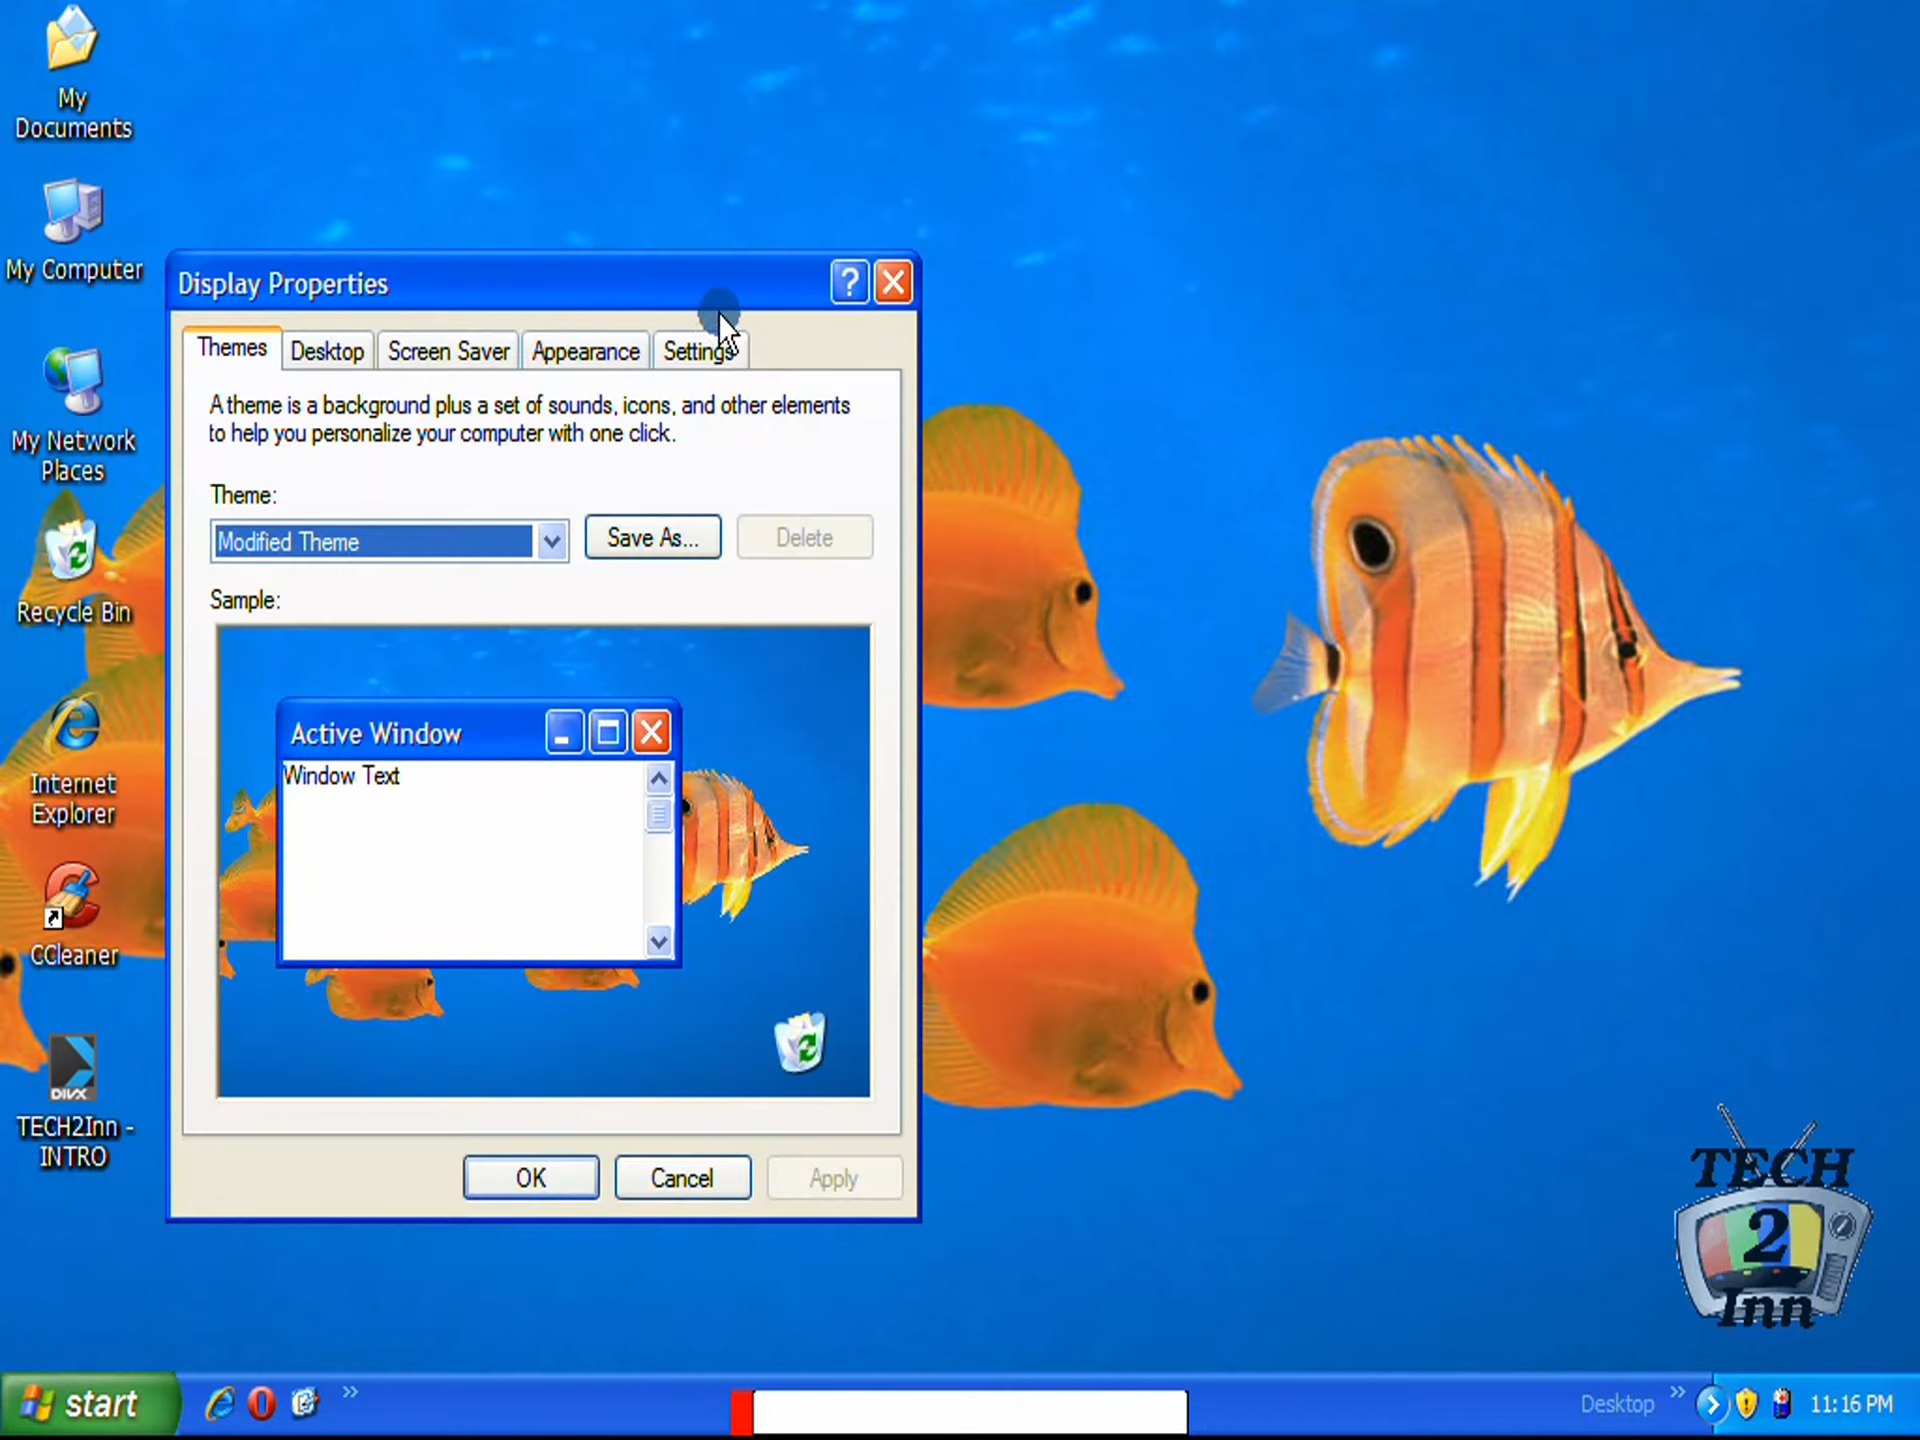 My
Documents
My Computer
My Network
Places
Recycle Bin
Internet
Explorer
CCleaner
DIVX
TECH2Inn -
INTRO
Display Properties
Themes
Desktop
Screen Saver
Appearance
Settings
A theme is a background plus a set of sounds, icons, and other elements
to help you personalize your computer with one click.
Theme:
Modified Theme
Save As...
Delete
Sample:
Active Window
Window Text
OK
Cancel
Apply
TECH
2
Inn
start
Desktop
11:16 PM